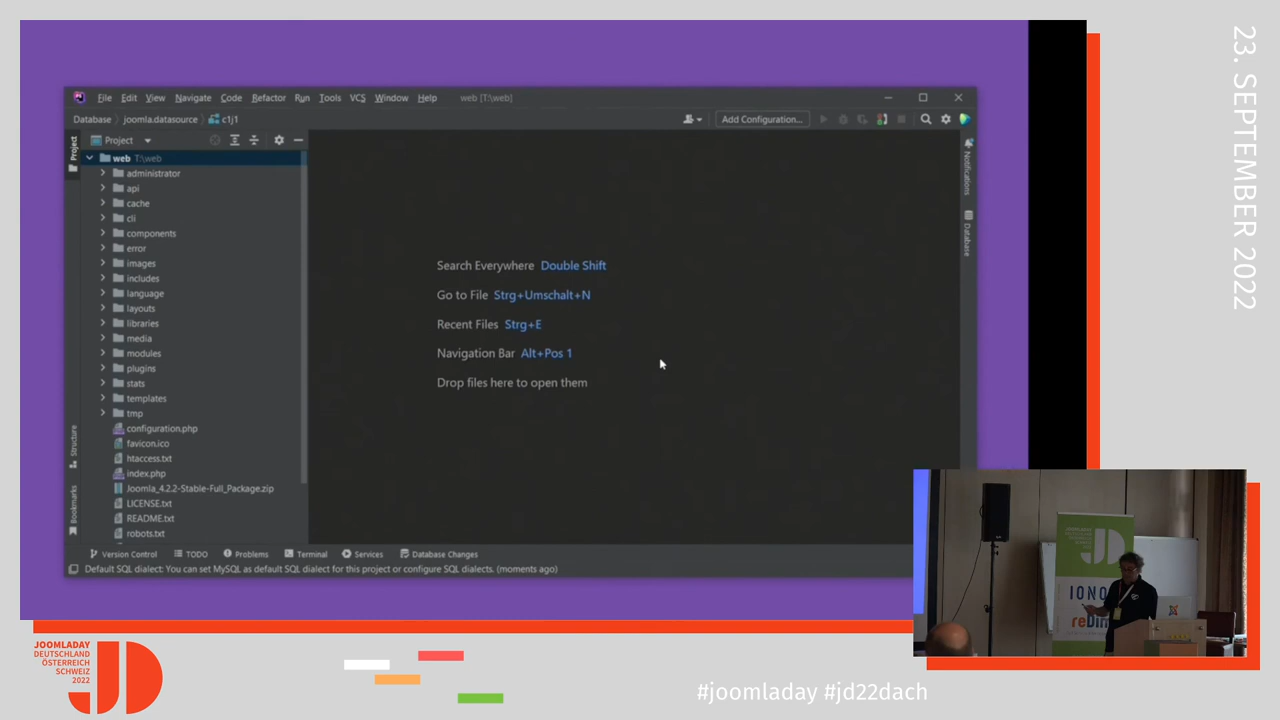 File Edit View Navigate Code Refactor Run Tools VCS Window Help web [T:\web]
Database joomla.datasource c1j1 Add Configuration...
Project
Project
web T:\web
administrator
api
cache
cli
components
error
images
includes
language
layouts
libraries
media
modules
plugins
stats
templates
tmp
configuration.php
favicon.ico
htaccess.txt
index.php
Joomla_4.2.2-Stable-Full_Package.zip
LICENSE.txt
README.txt
robots.txt
Structure
Bookmarks
Search Everywhere Double Shift
Go to File Strg+Umschalt+N
Recent Files Strg+E
Navigation Bar Alt+Pos 1
Drop files here to open them
Notifications
Database
Version Control TODO Problems Terminal Services Database Changes
Default SQL dialect: You can set MySQL as default SQL dialect for this project or configure SQL dialects. (moments ago)
23. SEPTEMBER 2022
JD
IONO
reDim
JOOMLADAY
DEUTSCHLAND
ÖSTERREICH
SCHWEIZ
2022
JD
#joomladay #jd22dach